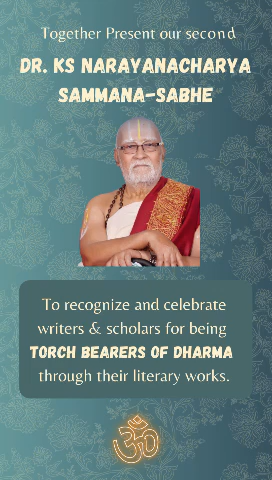 Together Present our second
DR. KS NARAYANACHARYA
SAMMANA-SABHE
To recognize and celebrate
writers & scholars for being
TORCH BEARERS OF DHARMA
through their literary works.
ॐ